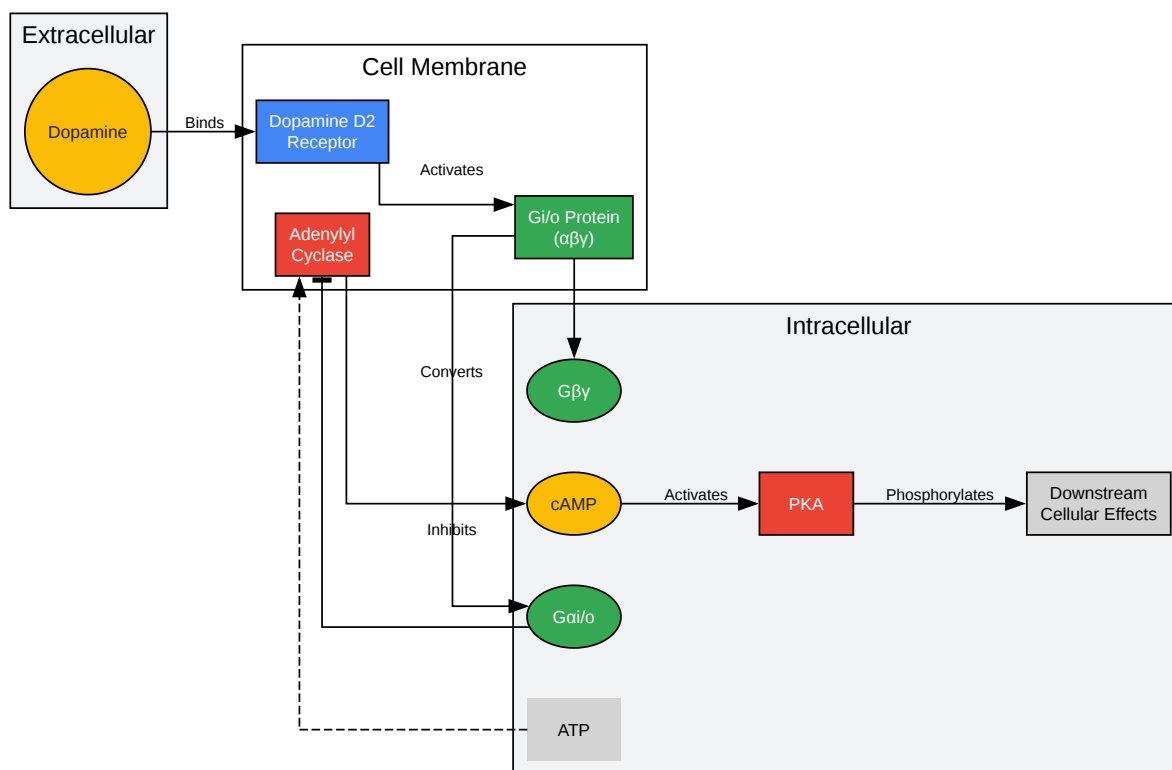 Extracellular
Dopamine
Binds
Cell Membrane
Dopamine D2
Receptor
Activates
Gi/o Protein
(αβγ)
Adenylyl
Cyclase
Intracellular
Gβγ
Converts
cAMP
Activates
PKA
Phosphorylates
Downstream
Cellular Effects
Inhibits
Gαi/o
ATP